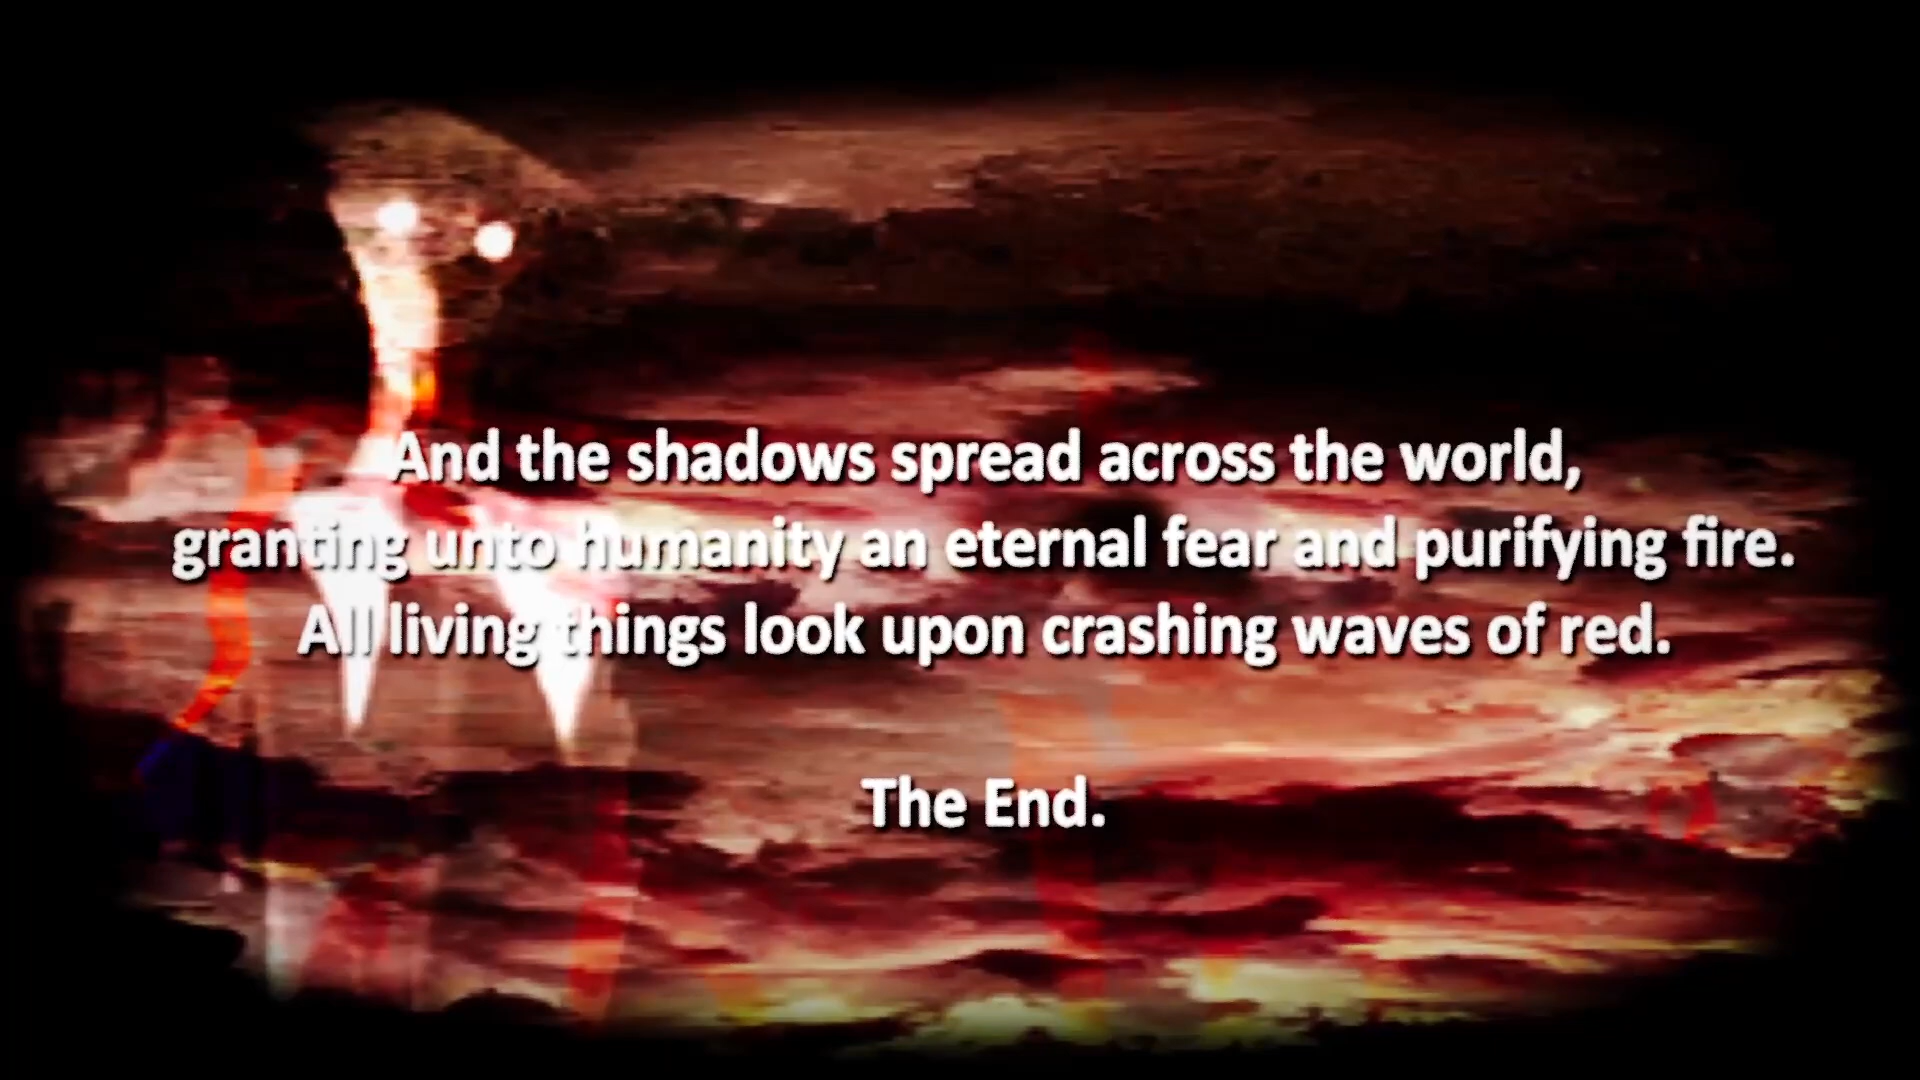 And the shadows spread across the world,
granting unto humanity an eternal fear and purifying fire.
All living things look upon crashing waves of red.
The End.